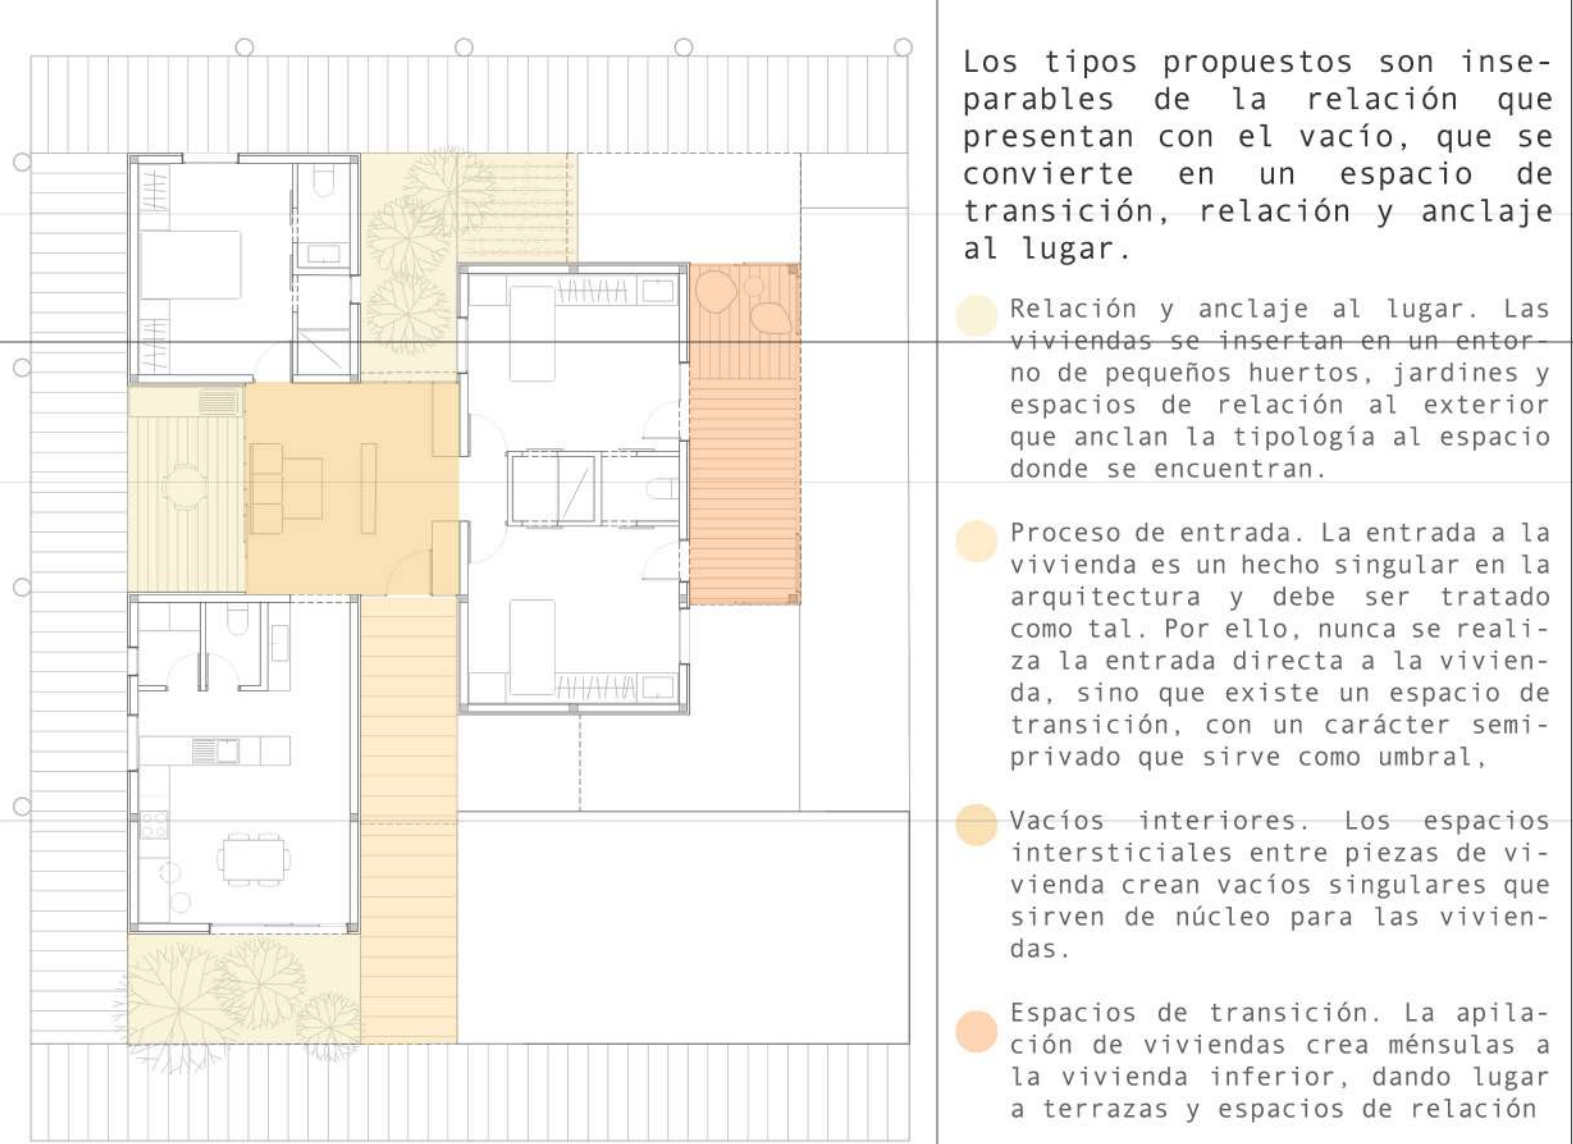 Los tipos propuestos son inse-
parables de la relación que
presentan con el vacío, que se
convierte en un espacio de
transición, relación y anclaje
al lugar.
Relación y anclaje al lugar. Las
viviendas se insertan en un entor-
no de pequeños huertos, jardines y
espacios de relación al exterior
que anclan la tipología al espacio
donde se encuentran.
Proceso de entrada. La entrada a la
vivienda es un hecho singular en la
arquitectura y debe ser tratado
como tal. Por ello, nunca se reali-
za la entrada directa a la vivien-
da, sino que existe un espacio de
transición, con un carácter semi-
privado que sirve como umbral,
Vacíos interiores. Los espacios
intersticiales entre piezas de vi-
vienda crean vacíos singulares que
sirven de núcleo para las vivien-
das.
Espacios de transición. La apila-
ción de viviendas crea ménsulas a
la vivienda inferior, dando lugar
a terrazas y espacios de relación